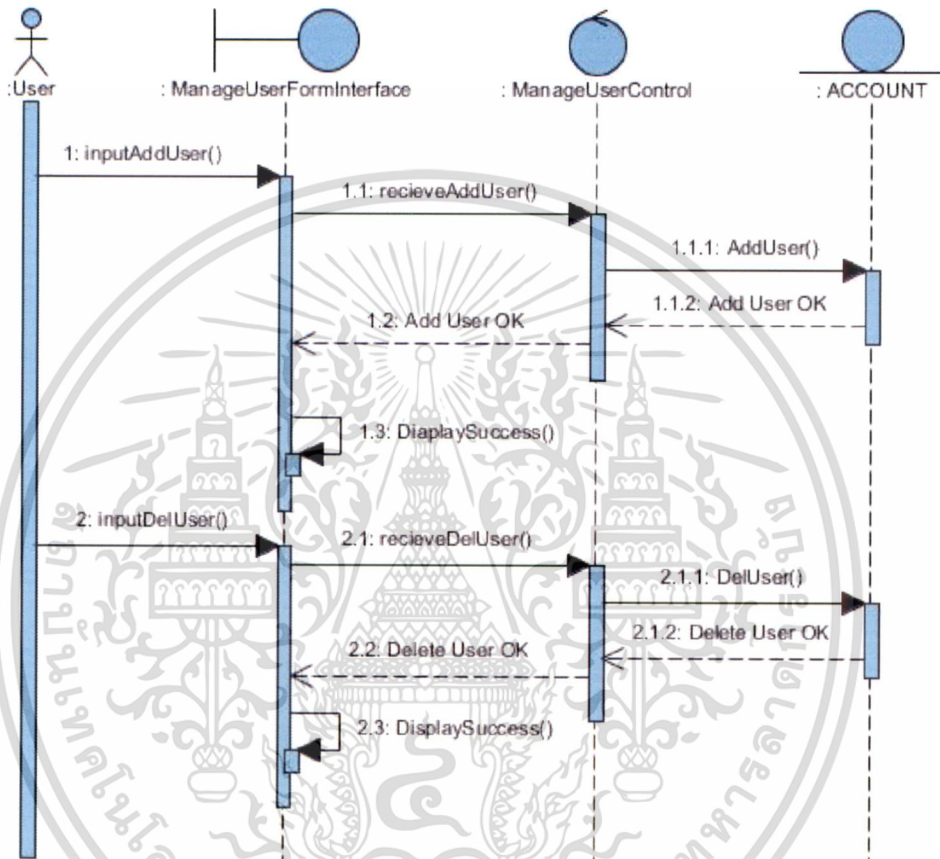 :User
: ManageUserFormInterface
: ManageUserControl
: ACCOUNT
1: inputAddUser()
1.1: recieveAddUser()
1.1.1: AddUser()
1.1.2: Add User OK
1.2: Add User OK
1.3: DiaplaySuccess()
2: inputDelUser()
2.1: recieveDelUser()
2.1.1: DelUser()
2.1.2: Delete User OK
2.2: Delete User OK
2.3: DisplaySuccess()